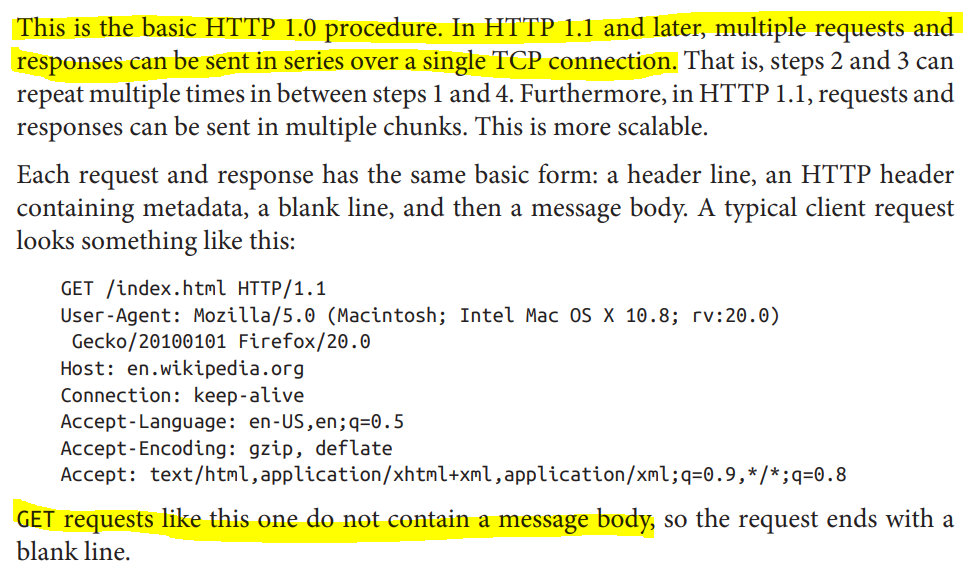 This is the basic HTTP 1.0 procedure. In HTTP 1.1 and later, multiple requests and
responses can be sent in series over a single TCP connection. That is, steps 2 and 3 can
repeat multiple times in between steps 1 and 4. Furthermore, in HTTP 1.1, requests and
responses can be sent in multiple chunks. This is more scalable.
Each request and response has the same basic form: a header line, an HTTP header
containing metadata, a blank line, and then a message body. A typical client request
looks something like this:
GET /index.html HTTP/1.1
User-Agent: Mozilla/5.0 (Macintosh; Intel Mac OS X 10.8; rv:20.0)
Gecko/20100101 Firefox/20.0
Host: en.wikipedia.org
Connection: keep-alive
Accept-Language: en-US,en;q=0.5
Accept-Encoding: gzip, deflate
Accept: text/html,application/xhtml+xml,application/xml;q=0.9,*/*;q=0.8
GET requests like this one do not contain a message body, so the request ends with a
blank line.